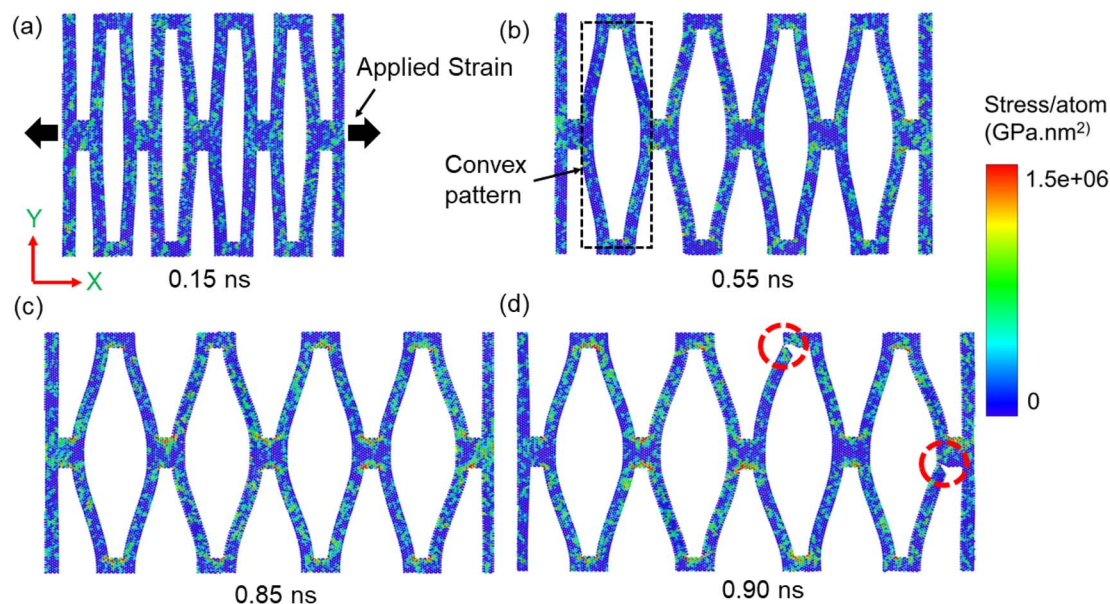 (a)
Applied Strain
Y
X
0.15 ns
(b)
Convex
pattern
0.55 ns
Stress/atom
(GPa.nm²)
1.5e+06
0
(c)
0.85 ns
(d)
0.90 ns